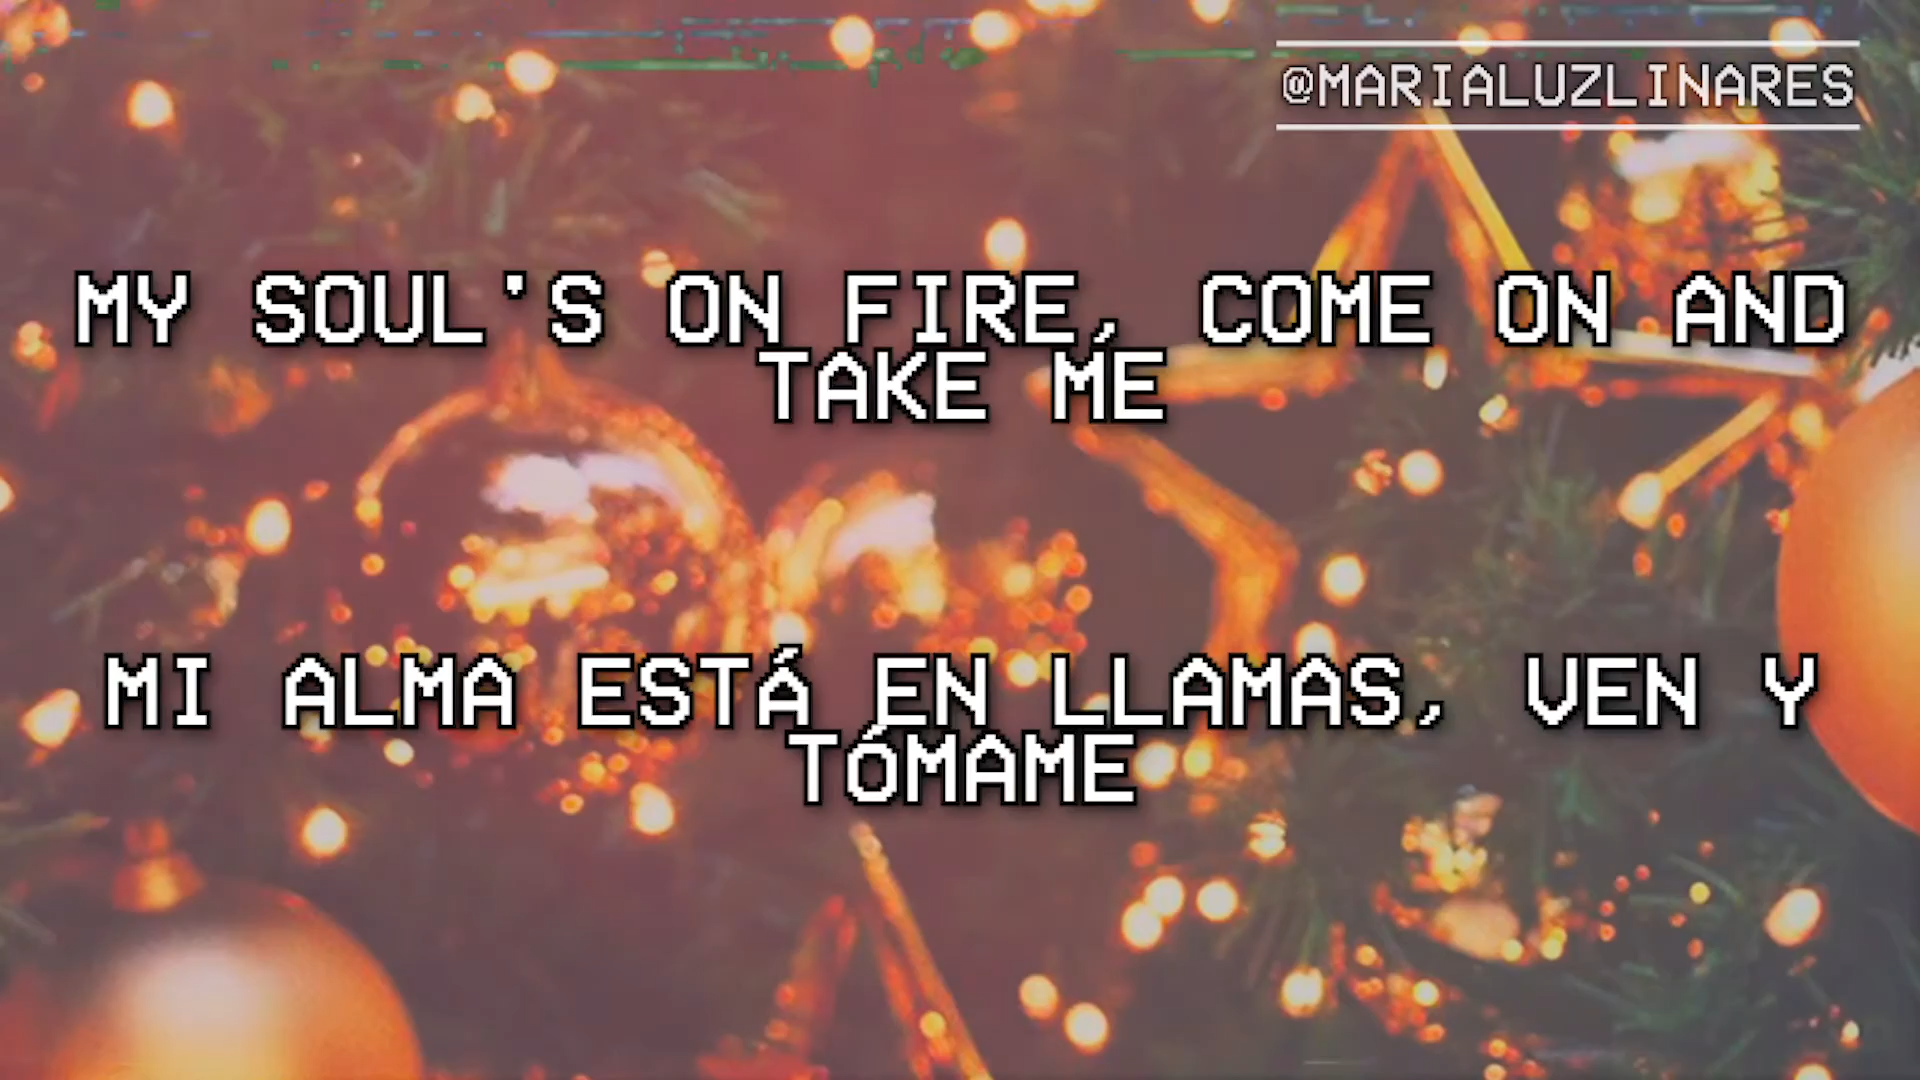 @MARIALUZLINARES
MY SOUL'S ON FIRE, COME ON AND
TAKE ME
MI ALMA ESTÁ EN LLAMAS, VEN Y
TÓMAME